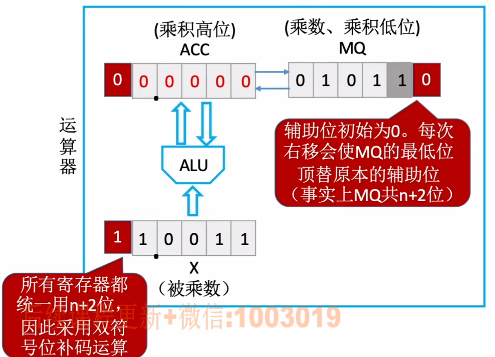 (乘积高位)
ACC
(乘数、乘积低位)
MQ
0 0 0 0 0 0
0 1 0 1 1 0
运算器
ALU
辅助位初始为0。每次
右移会使MQ的最低位
顶替原本的辅助位
(事实上MQ共n+2位)
1 1 0 0 1 1
X
(被乘数)
所有寄存器都
统一用n+2位,
因此采用双符
号位补码运算
更新+微信:1003019